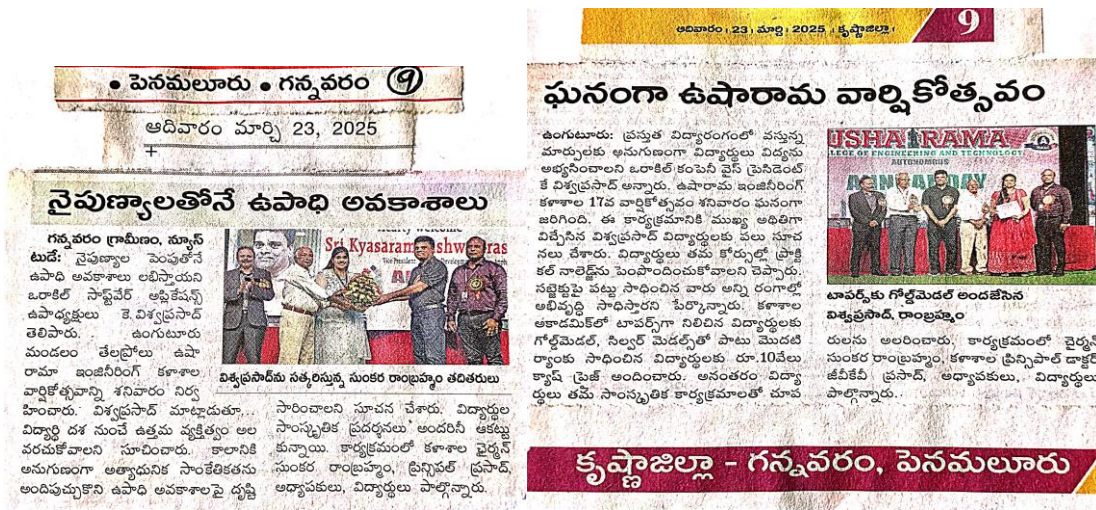 • పెనమలూరు • గన్నవరం 9
ఆదివారం మార్చి 23, 2025
నైపుణ్యాలతోనే ఉపాధి అవకాశాలు
గన్నవరం గ్రామీణం, న్యూస్
టుడే: నైపుణ్యాల పెంపుతోనే
ఉపాధి అవకాశాలు లభిస్తాయని
ఒరాకిల్ సాఫ్ట్‌వేర్ అప్లికేషన్స్
ఉపాధ్యక్షులు కె.విశ్వప్రసాద్
తెలిపారు. ఉంగుటూరు
మండలం తేలప్రోలు ఉషా
రామా ఇంజినీరింగ్ కళాశాల
వార్షికోత్సవాన్ని శనివారం నిర్వ
హించారు. విశ్వప్రసాద్ మాట్లాడుతూ..
విద్యార్థి దశ నుంచే ఉత్తమ వ్యక్తిత్వం అల
వరచుకోవాలని సూచించారు. కాలానికి
అనుగుణంగా అత్యాధునిక సాంకేతికతను
అందిపుచ్చుకొని ఉపాధి అవకాశాలపై దృష్టి
Sri Kyasaram
విశ్వప్రసాద్‌ను సత్కరిస్తున్న సుంకర రాంబ్రహ్మం తదితరులు
సారించాలని సూచన చేశారు. విద్యార్థుల
సాంస్కృతిక ప్రదర్శనలు అందరినీ ఆకట్టు
కున్నాయి. కార్యక్రమంలో కళాశాల ఛైర్మన్
సుంకర రాంబ్రహ్మం, ప్రిన్సిపల్ ప్రసాద్,
అధ్యాపకులు, విద్యార్థులు పాల్గొన్నారు.
ఆదివారం 23 మార్చి 2025 కృష్ణాజిల్లా 9
ఘనంగా ఉషారామ వార్షికోత్సవం
ఉంగుటూరు: ప్రస్తుత విద్యారంగంలో వస్తున్న
మార్పులకు అనుగుణంగా విద్యార్థులు విద్యను
అభ్యసించాలని ఒరాకిల్ కంపెనీ వైస్ ప్రెసిడెంట్
కే విశ్వప్రసాద్ అన్నారు. ఉషారామ ఇంజినీరింగ్
కళాశాల 17వ వార్షికోత్సవం శనివారం ఘనంగా
జరిగింది. ఈ కార్యక్రమానికి ముఖ్య అతిథిగా
విచ్చేసిన విశ్వప్రసాద్ విద్యార్థులకు పలు సూచ
నలు చేశారు. విద్యార్థులు తమ కోర్సుల్లో ప్రాక్టి
కల్ నాలెడ్జ్‌ను పెంపొందించుకోవాలని చెప్పారు.
సబ్జెక్టుపై పట్టు సాధించిన వారు అన్ని రంగాల్లో
అభివృద్ధి సాధిస్తారని పేర్కొన్నారు. కళాశాల
అకాడమిక్‌లో టాపర్స్‌గా నిలిచిన విద్యార్థులకు
గోల్డ్‌మెడల్, సిల్వర్ మెడల్స్‌తో పాటు మొదటి
ర్యాంకు సాధించిన విద్యార్థులకు రూ.10వేలు
క్యాష్ ప్రైజ్ అందించారు. అనంతరం విద్యా
ర్థులు తమ సాంస్కృతిక కార్యక్రమాలతో చూప
USHA RAMA
LEGE OF ENGINEERING AND TECHNOLOGY
AUTONOMOUS
ANNUAL DAY
టాపర్స్‌కు గోల్డ్‌మెడల్ అందజేసిన
విశ్వప్రసాద్, రాంబ్రహ్మం
రులను అలరించారు. కార్యక్రమంలో చైర్మన్
సుంకర రాంబ్రహ్మం, కళాశాల ప్రిన్సిపాల్ డాక్టర్
జీవీకేవీ ప్రసాద్, అధ్యాపకులు, విద్యార్థులు
పాల్గొన్నారు.
కృష్ణాజిల్లా - గన్నవరం, పెనమలూరు